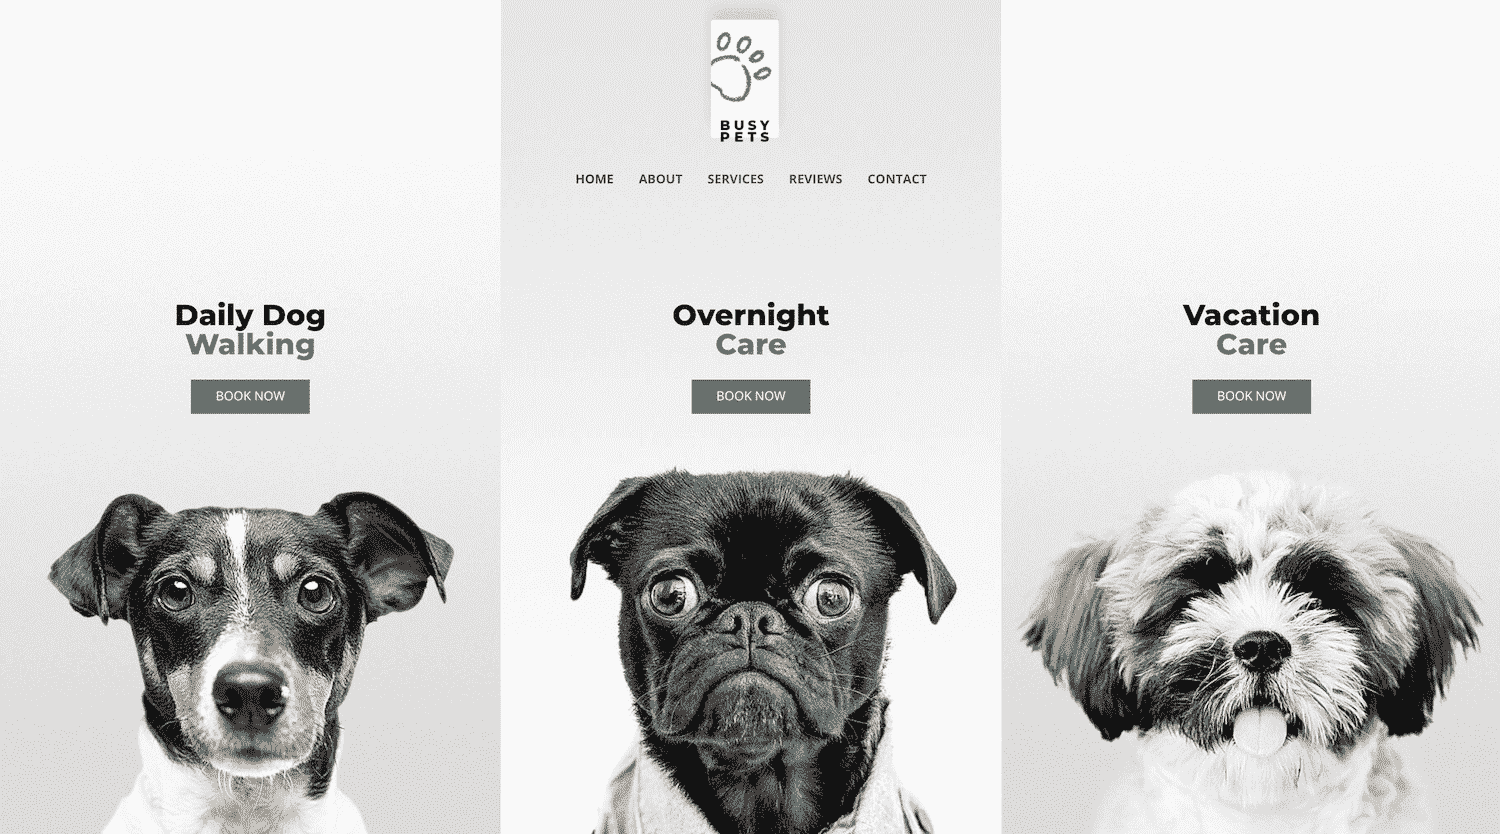 BUSY
PETS
HOME ABOUT SERVICES REVIEWS CONTACT
Daily Dog
Walking
BOOK NOW
Overnight
Care
BOOK NOW
Vacation
Care
BOOK NOW